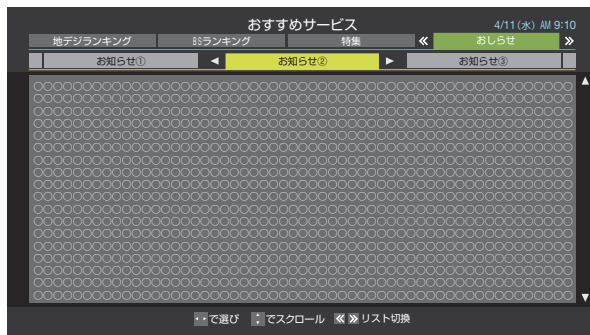 おすすめサービス 4/11(水) AM 9:10
地デジランキング BSランキング 特集 ≪ おしらせ ≫
お知らせ① ◀ お知らせ② ▶ お知らせ③
で選び でスクロール ≪ ≫ リスト切換